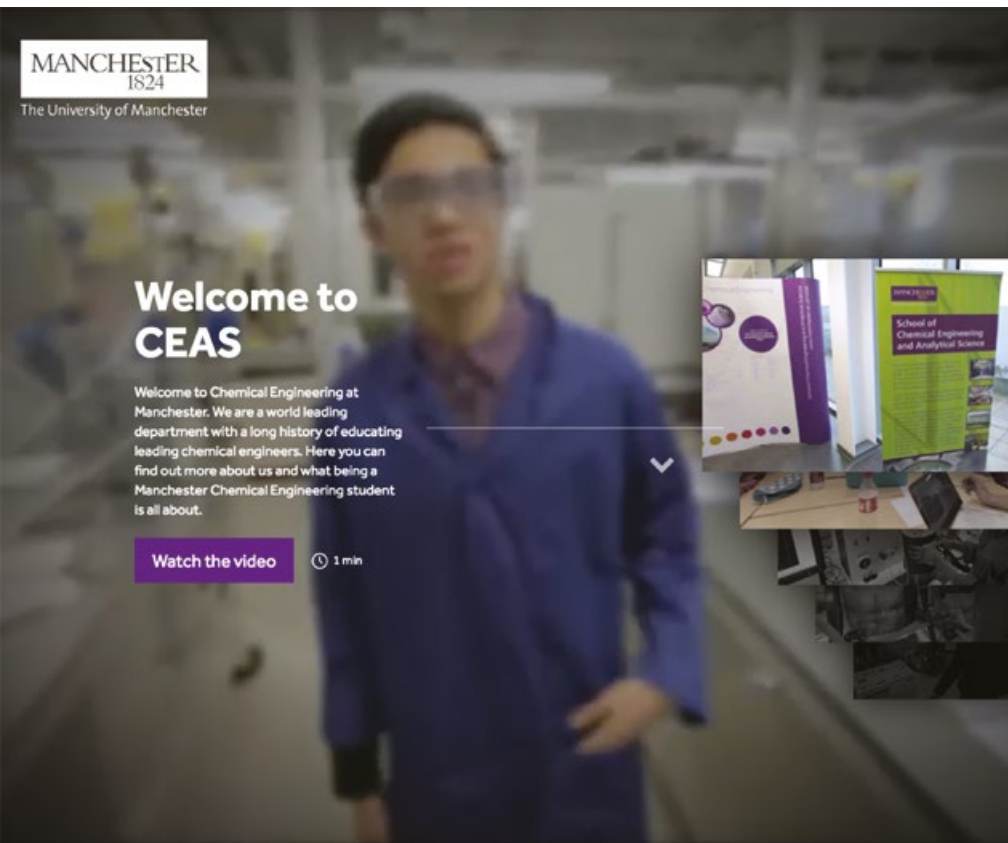 MANCHESTER
1824
The University of Manchester
Welcome to
CEAS
Welcome to Chemical Engineering at
Manchester. We are a world leading
department with a long history of educating
leading chemical engineers. Here you can
find out more about us and what being a
Manchester Chemical Engineering student
is all about.
Watch the video
1 min
MANCHESTER
School of
Chemical Engineering
and Analytical Science